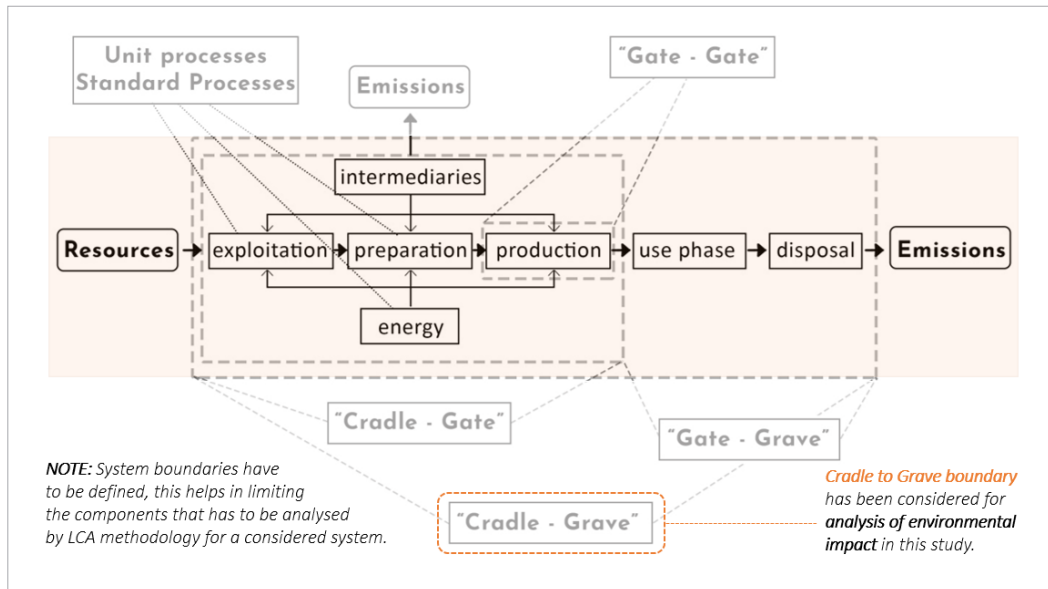 Unit processes
Standard Processes
"Gate - Gate"
Emissions
intermediaries
Resources
exploitation
preparation
production
use phase
disposal
Emissions
energy
"Cradle - Gate"
"Gate - Grave"
NOTE: System boundaries have
to be defined, this helps in limiting
the components that has to be analysed
by LCA methodology for a considered system.
"Cradle - Grave"
Cradle to Grave boundary
has been considered for
analysis of environmental
impact in this study.